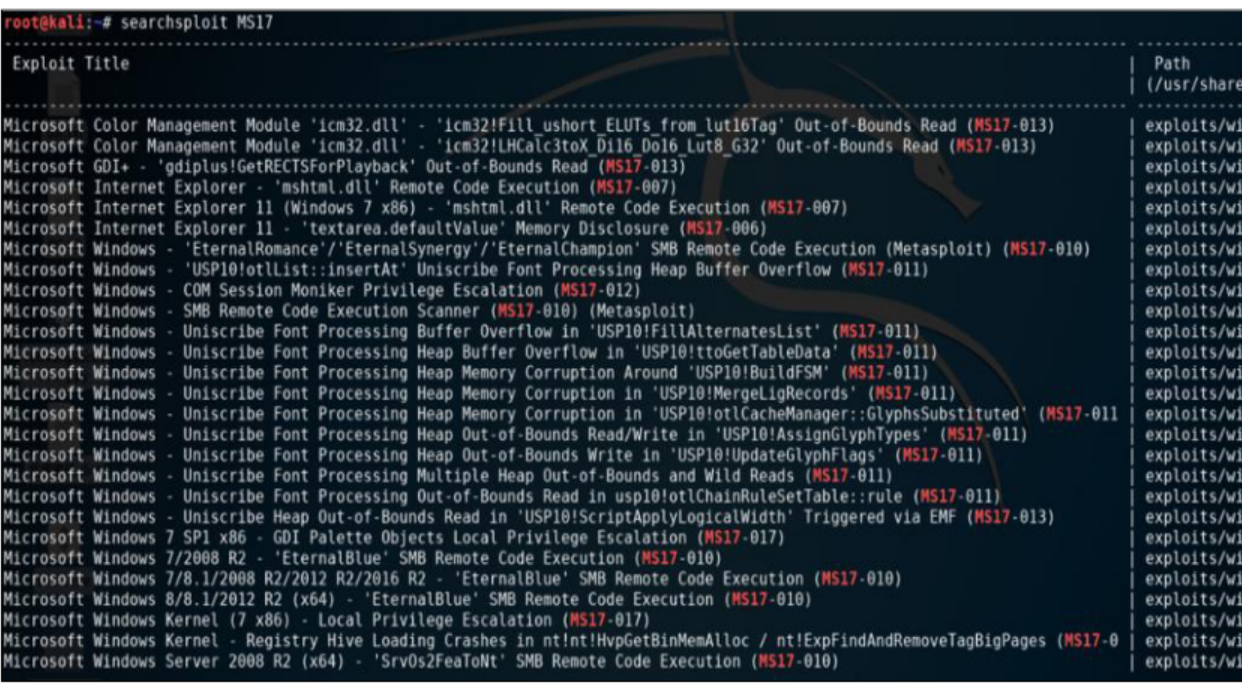 root@kali:~# searchsploit MS17
Exploit Title | Path
| (/usr/share
Microsoft Color Management Module 'icm32.dll' - 'icm32!Fill_ushort_ELUTs_from_lut16Tag' Out-of-Bounds Read (MS17-013) | exploits/wi
Microsoft Color Management Module 'icm32.dll' - 'icm32!LHCalc3toX_Di16_Do16_Lut8_G32' Out-of-Bounds Read (MS17-013) | exploits/wi
Microsoft GDI+ - 'gdiplus!GetRECTSForPlayback' Out-of-Bounds Read (MS17-013) | exploits/wi
Microsoft Internet Explorer - 'mshtml.dll' Remote Code Execution (MS17-007) | exploits/wi
Microsoft Internet Explorer 11 (Windows 7 x86) - 'mshtml.dll' Remote Code Execution (MS17-007) | exploits/wi
Microsoft Internet Explorer 11 - 'textarea.defaultValue' Memory Disclosure (MS17-006) | exploits/wi
Microsoft Windows - 'EternalRomance'/'EternalSynergy'/'EternalChampion' SMB Remote Code Execution (Metasploit) (MS17-010) | exploits/wi
Microsoft Windows - 'USP10!otlList::insertAt' Uniscribe Font Processing Heap Buffer Overflow (MS17-011) | exploits/wi
Microsoft Windows - COM Session Moniker Privilege Escalation (MS17-012) | exploits/wi
Microsoft Windows - SMB Remote Code Execution Scanner (MS17-010) (Metasploit) | exploits/wi
Microsoft Windows - Uniscribe Font Processing Buffer Overflow in 'USP10!FillAlternatesList' (MS17-011) | exploits/wi
Microsoft Windows - Uniscribe Font Processing Heap Buffer Overflow in 'USP10!ttoGetTableData' (MS17-011) | exploits/wi
Microsoft Windows - Uniscribe Font Processing Heap Memory Corruption Around 'USP10!BuildFSM' (MS17-011) | exploits/wi
Microsoft Windows - Uniscribe Font Processing Heap Memory Corruption in 'USP10!MergeLigRecords' (MS17-011) | exploits/wi
Microsoft Windows - Uniscribe Font Processing Heap Memory Corruption in 'USP10!otlCacheManager::GlyphsSubstituted' (MS17-011 | exploits/wi
Microsoft Windows - Uniscribe Font Processing Heap Out-of-Bounds Read/Write in 'USP10!AssignGlyphTypes' (MS17-011) | exploits/wi
Microsoft Windows - Uniscribe Font Processing Heap Out-of-Bounds Write in 'USP10!UpdateGlyphFlags' (MS17-011) | exploits/wi
Microsoft Windows - Uniscribe Font Processing Multiple Heap Out-of-Bounds and Wild Reads (MS17-011) | exploits/wi
Microsoft Windows - Uniscribe Font Processing Out-of-Bounds Read in usp10!otlChainRuleSetTable::rule (MS17-011) | exploits/wi
Microsoft Windows - Uniscribe Heap Out-of-Bounds Read in 'USP10!ScriptApplyLogicalWidth' Triggered via EMF (MS17-013) | exploits/wi
Microsoft Windows 7 SP1 x86 - GDI Palette Objects Local Privilege Escalation (MS17-017) | exploits/wi
Microsoft Windows 7/2008 R2 - 'EternalBlue' SMB Remote Code Execution (MS17-010) | exploits/wi
Microsoft Windows 7/8.1/2008 R2/2012 R2/2016 R2 - 'EternalBlue' SMB Remote Code Execution (MS17-010) | exploits/wi
Microsoft Windows 8/8.1/2012 R2 (x64) - 'EternalBlue' SMB Remote Code Execution (MS17-010) | exploits/wi
Microsoft Windows Kernel (7 x86) - Local Privilege Escalation (MS17-017) | exploits/wi
Microsoft Windows Kernel - Registry Hive Loading Crashes in nt!nt!HvpGetBinMemAlloc / nt!ExpFindAndRemoveTagBigPages (MS17-0 | exploits/wi
Microsoft Windows Server 2008 R2 (x64) - 'SrvOs2FeaToNt' SMB Remote Code Execution (MS17-010) | exploits/wi